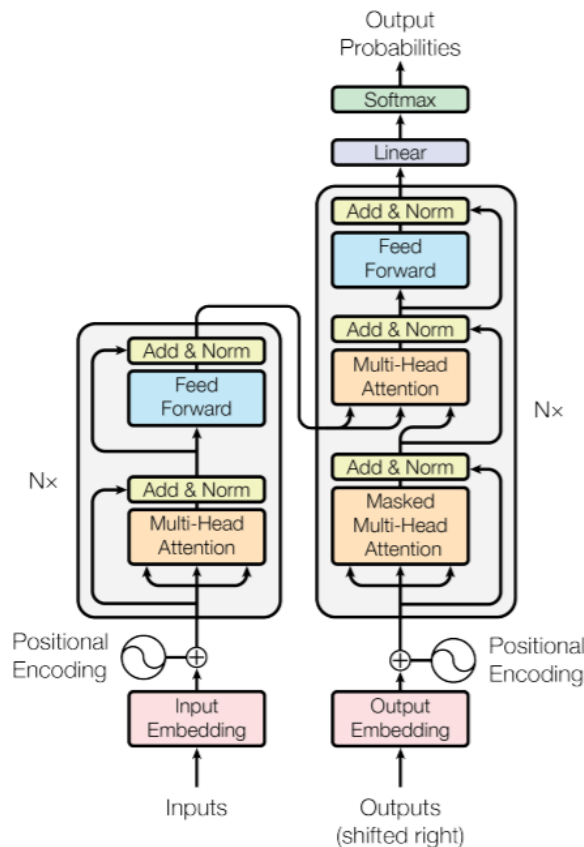 Output
Probabilities
Softmax
Linear
Add & Norm
Feed
Forward
Add & Norm
Multi-Head
Attention
Add & Norm
Masked
Multi-Head
Attention
N×
Add & Norm
Feed
Forward
Add & Norm
Multi-Head
Attention
N×
Positional
Encoding
Positional
Encoding
Input
Embedding
Output
Embedding
Inputs
Outputs
(shifted right)